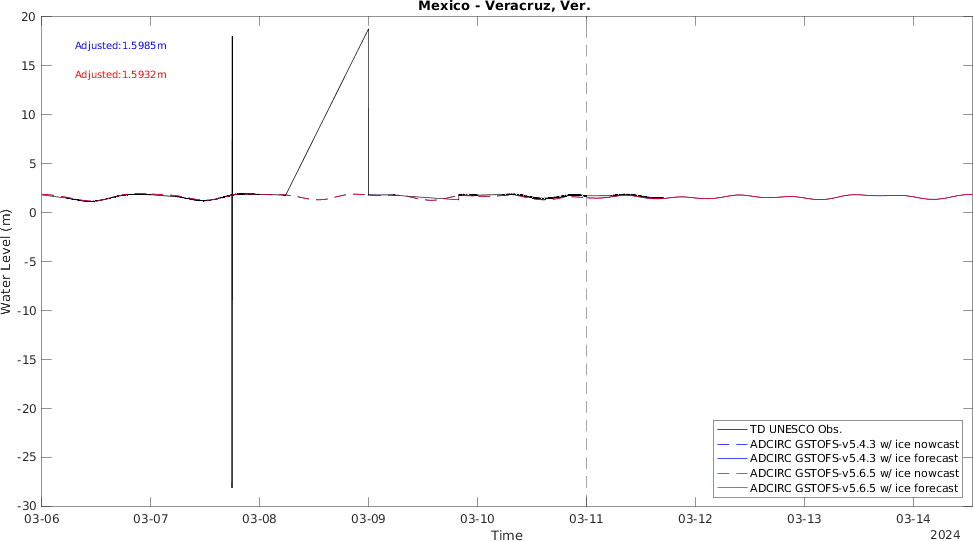 Mexico - Veracruz, Ver.
20
15
10
5
0
-5
-10
-15
-20
-25
-30
Water Level (m)
Adjusted:1.5985m
Adjusted:1.5932m
TD UNESCO Obs.
ADCIRC GSTOFS-v5.4.3 w/ ice nowcast
ADCIRC GSTOFS-v5.4.3 w/ ice forecast
ADCIRC GSTOFS-v5.6.5 w/ ice nowcast
ADCIRC GSTOFS-v5.6.5 w/ ice forecast
03-06 03-07 03-08 03-09 03-10 03-11 03-12 03-13 03-14
Time
2024